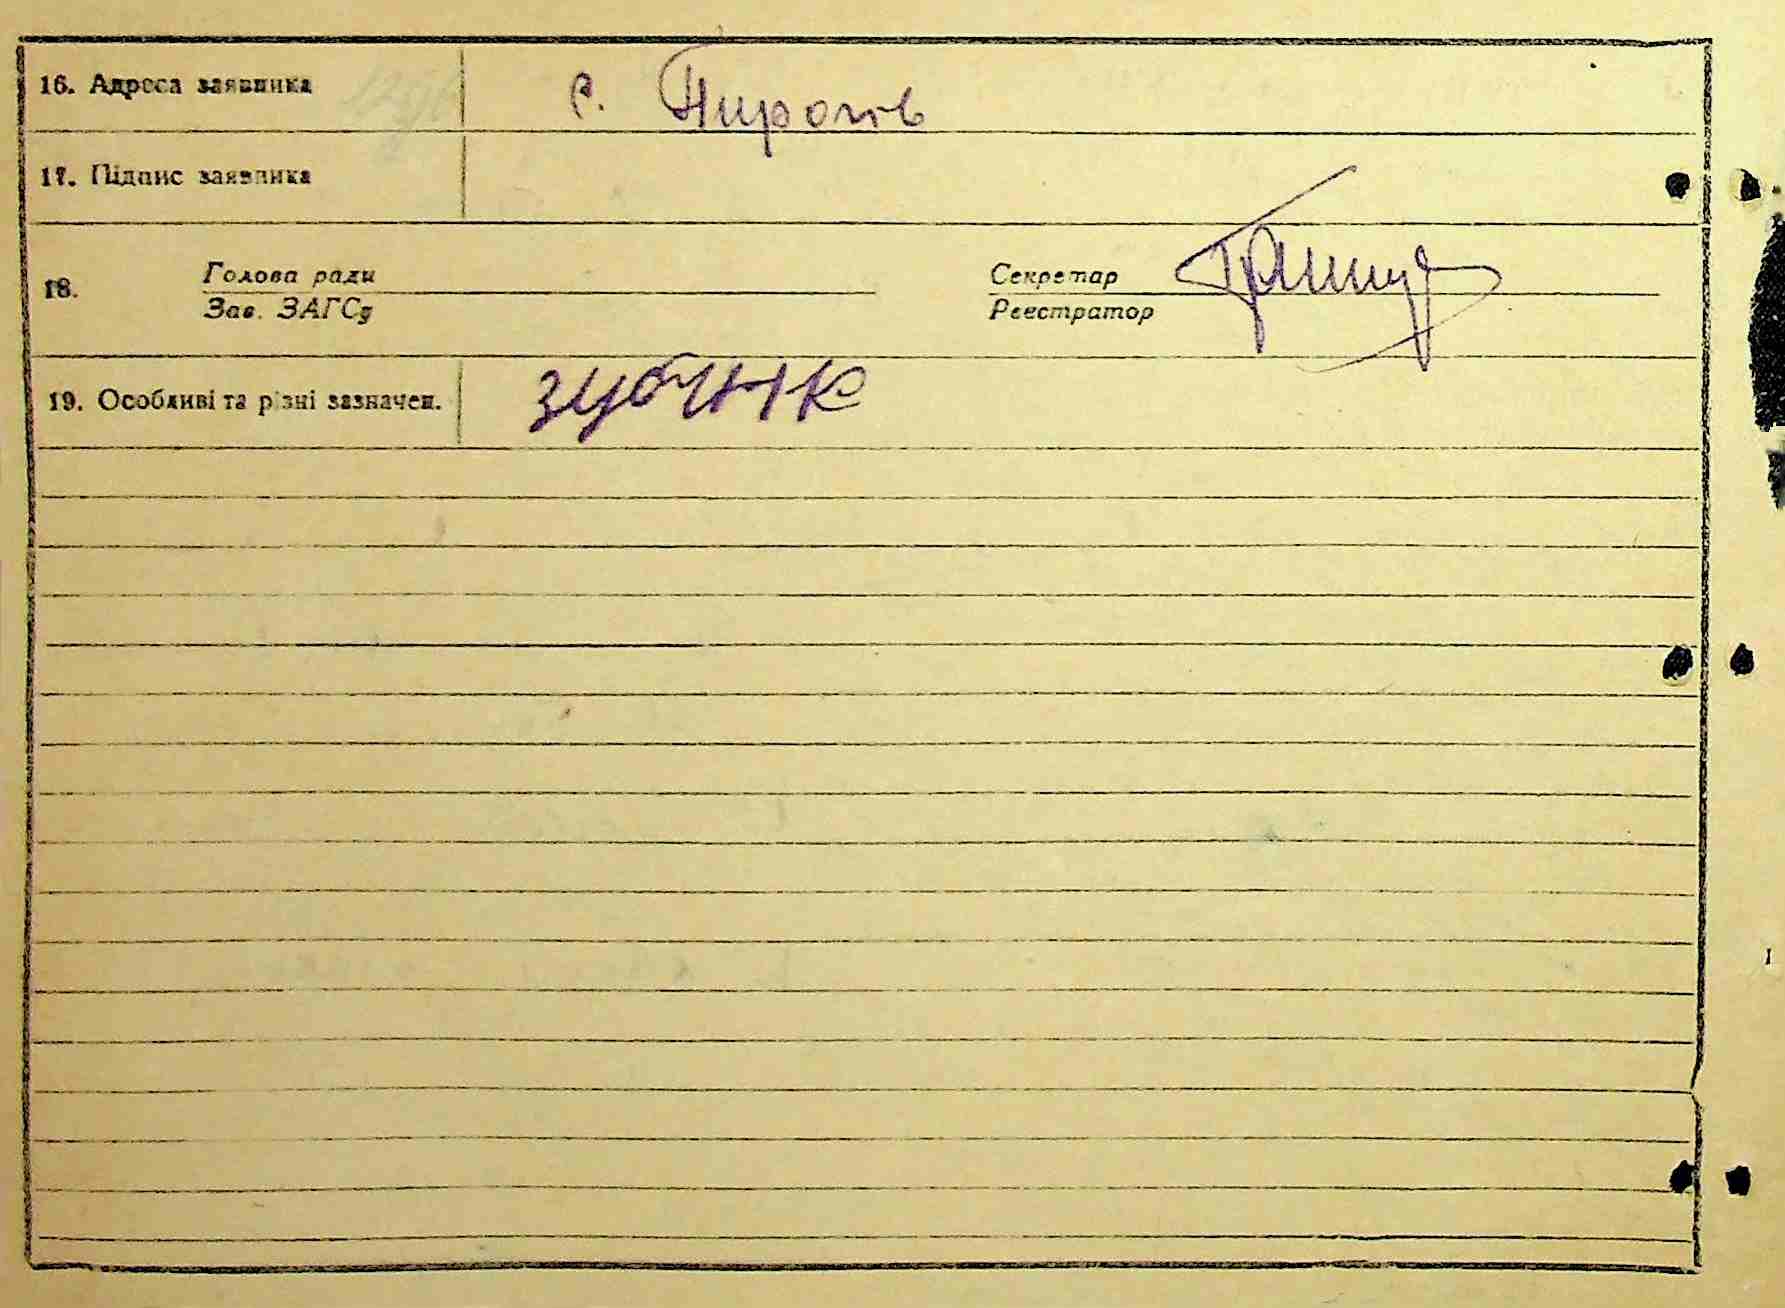 16. Адреса заявника с. Пирогів
17. Підпис заявника
18. Голова ради Секретар
Зав. ЗАГСу Реестратор
19. Особливі та різні зазначен. зубчик